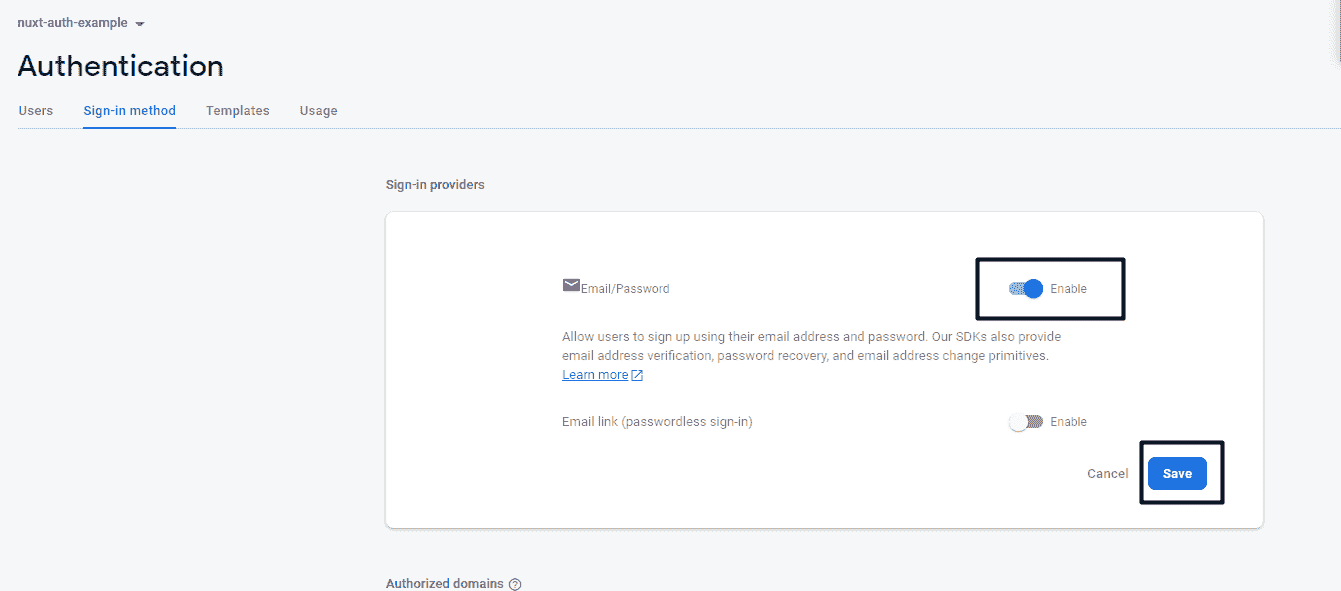 nuxt-auth-example
Authentication
Users Sign-in method Templates Usage
Sign-in providers
Email/Password Enable
Allow users to sign up using their email address and password. Our SDKs also provide
email address verification, password recovery, and email address change primitives.
Learn more
Email link (passwordless sign-in) Enable
Cancel Save
Authorized domains